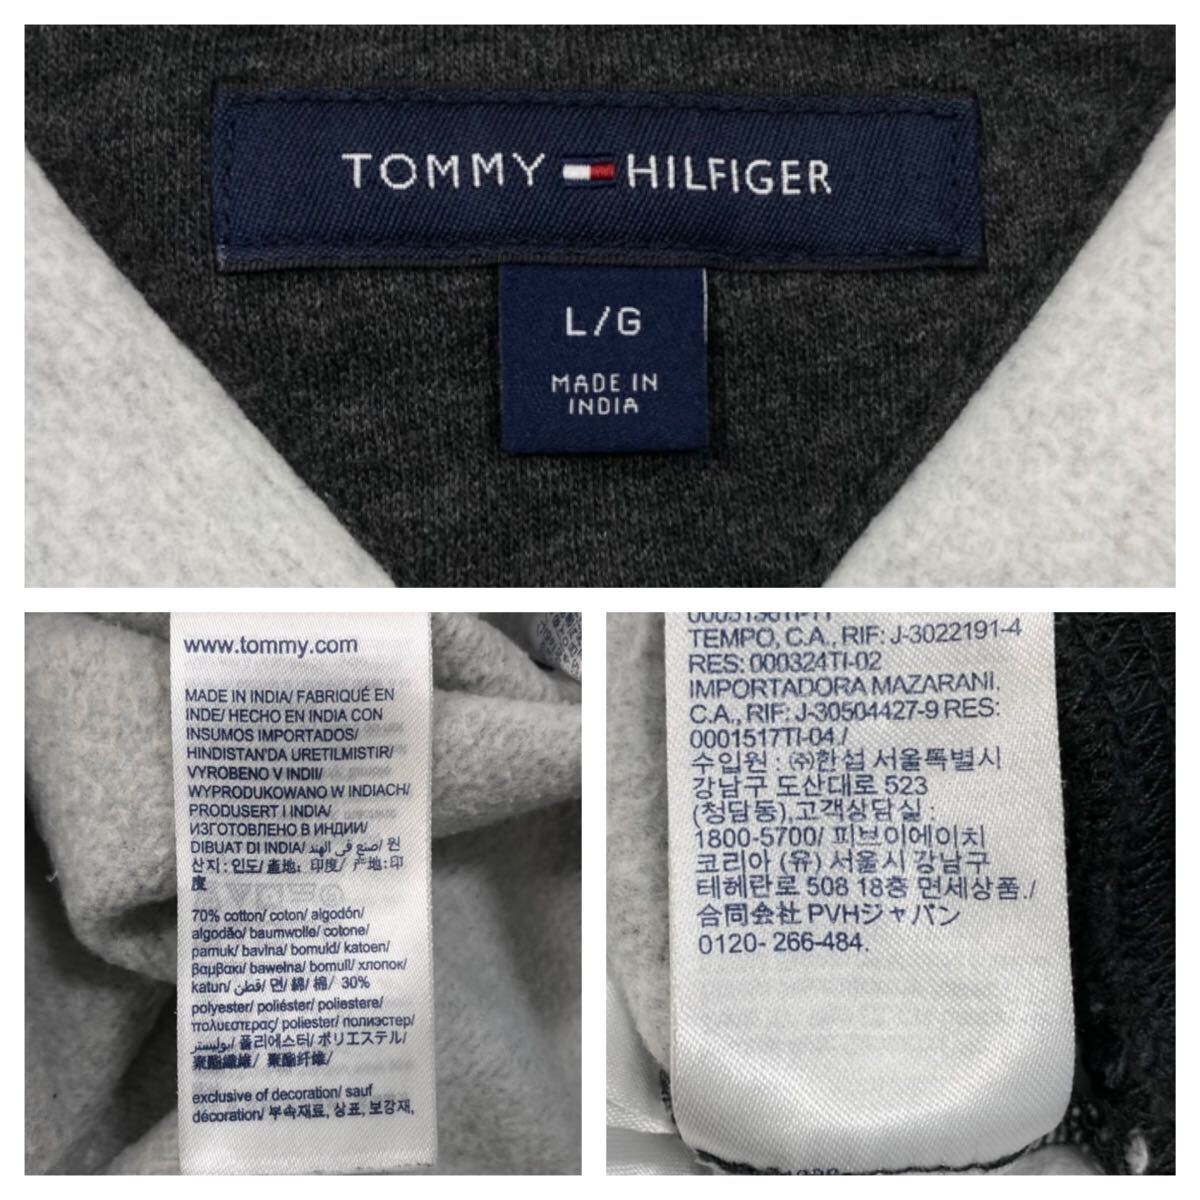 TOMMY HILFIGER
L/G
MADE IN
INDIA
www.tommy.com
MADE IN INDIA/ FABRIQUÉ EN
INDE/ HECHO EN INDIA CON
INSUMOS IMPORTADOS/
HINDISTAN'DA URETILMISTIR/
VYROBENO V INDII/
WYPRODUKOWANO W INDIACH/
PRODUSERT I INDIA/
ИЗГОТОВЛЕНО В ИНДИИ/
DIBUAT DI INDIA/ صنع في الهند/ 원
산지 : 인도/ 產地: 印度/ 产地:印
度
70% cotton/ coton/ algodón/
algodão/ baumwolle/ cotone/
pamuk/ bavlna/ bomuld/ katoen/
βαμβακι/ bawełna/ bomull/ хлопок/
katun/ قطن/ 면/ 綿/ 棉/ 30%
polyester/ poliéster/ poliestere/
πολυεστερας/ poliester/ полиэстер/
بوليستر/ 폴리에스터/ ポリエステル/
聚酯纖維/ 聚酯纤维/
exclusive of decoration/ sauf
décoration/ 부속재료, 상표, 보강재,
TEMPO, C.A., RIF: J-3022191-4
RES: 000324TI-02
IMPORTADORA MAZARANI,
C.A., RIF: J-30504427-9 RES:
0001517TI-04 /
수입원 : ㈜한섬 서울특별시
강남구 도산대로 523
(청담동),고객상담실 :
1800-5700/ 피브이에이치
코리아 (유) 서울시 강남구
테헤란로 508 18층 면세상품./
合同会社 PVHジャパン
0120- 266-484.